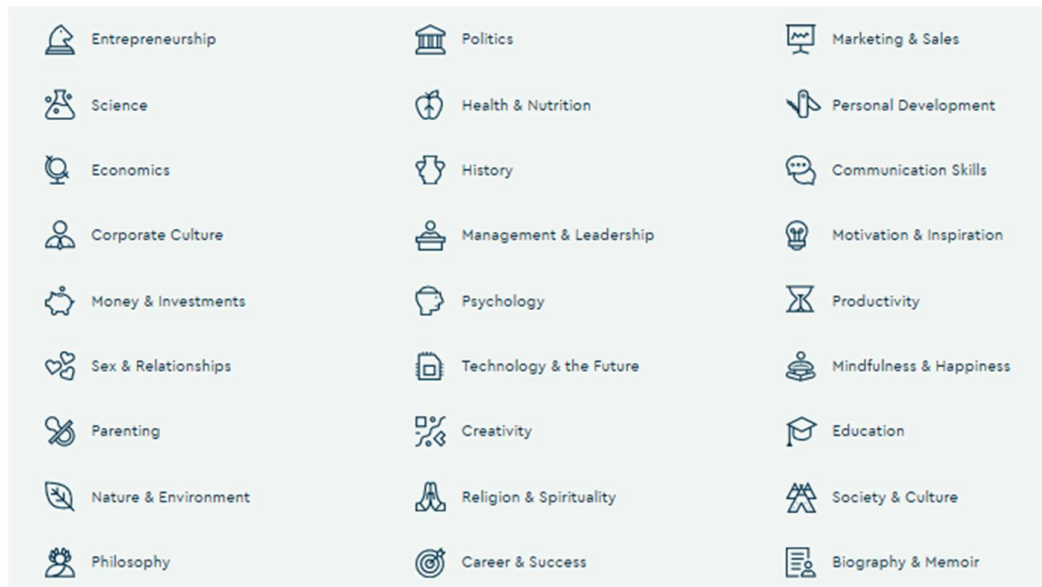 Entrepreneurship
Politics
Marketing & Sales
Science
Health & Nutrition
Personal Development
Economics
History
Communication Skills
Corporate Culture
Management & Leadership
Motivation & Inspiration
Money & Investments
Psychology
Productivity
Sex & Relationships
Technology & the Future
Mindfulness & Happiness
Parenting
Creativity
Education
Nature & Environment
Religion & Spirituality
Society & Culture
Philosophy
Career & Success
Biography & Memoir